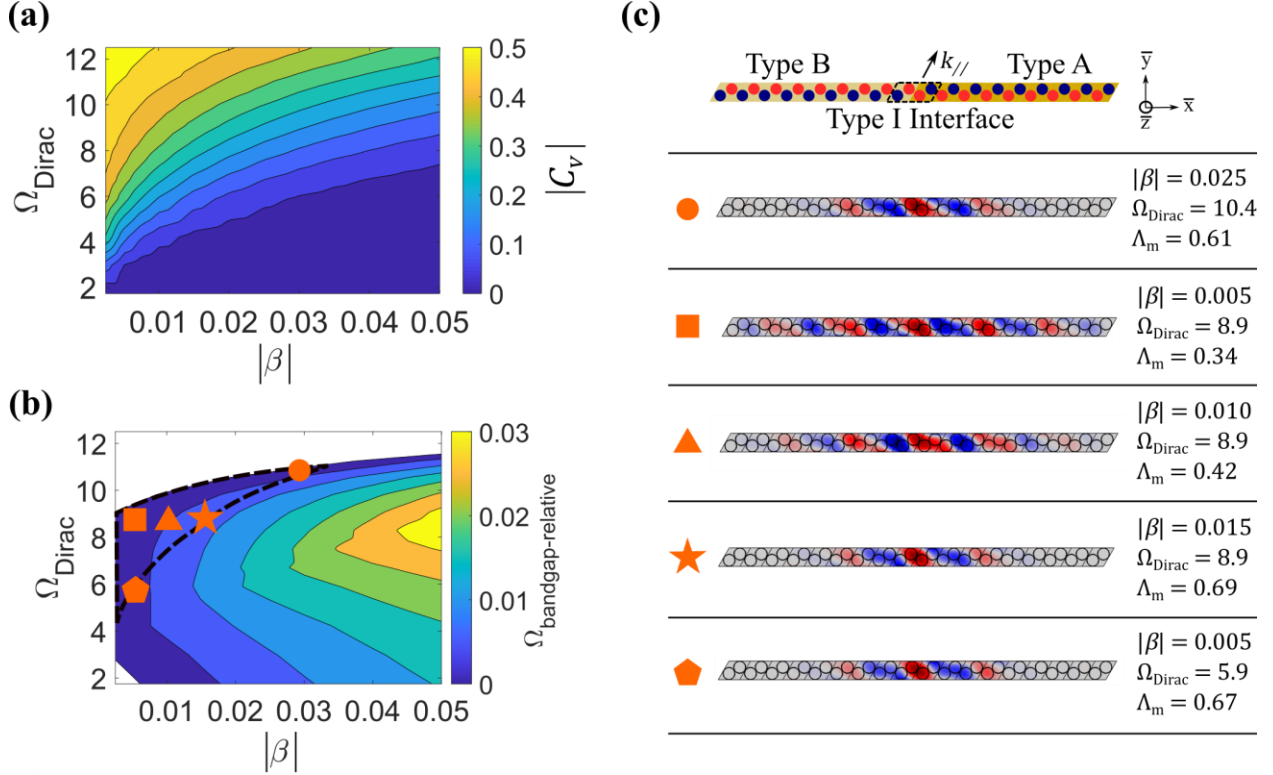 (a)
12
10
8
6
4
2
Ω_Dirac
0.01 0.02 0.03 0.04 0.05
|β|
0.5
0.4
0.3
0.2
0.1
0
|C_v|
(b)
12
10
8
6
4
2
Ω_Dirac
0.01 0.02 0.03 0.04 0.05
|β|
0.03
0.02
0.01
0
Ω_bandgap-relative
(c)
Type B k_// Type A
Type I Interface
y̅
x̅
z̅
|β| = 0.025
Ω_Dirac = 10.4
Λ_m = 0.61
|β| = 0.005
Ω_Dirac = 8.9
Λ_m = 0.34
|β| = 0.010
Ω_Dirac = 8.9
Λ_m = 0.42
|β| = 0.015
Ω_Dirac = 8.9
Λ_m = 0.69
|β| = 0.005
Ω_Dirac = 5.9
Λ_m = 0.67